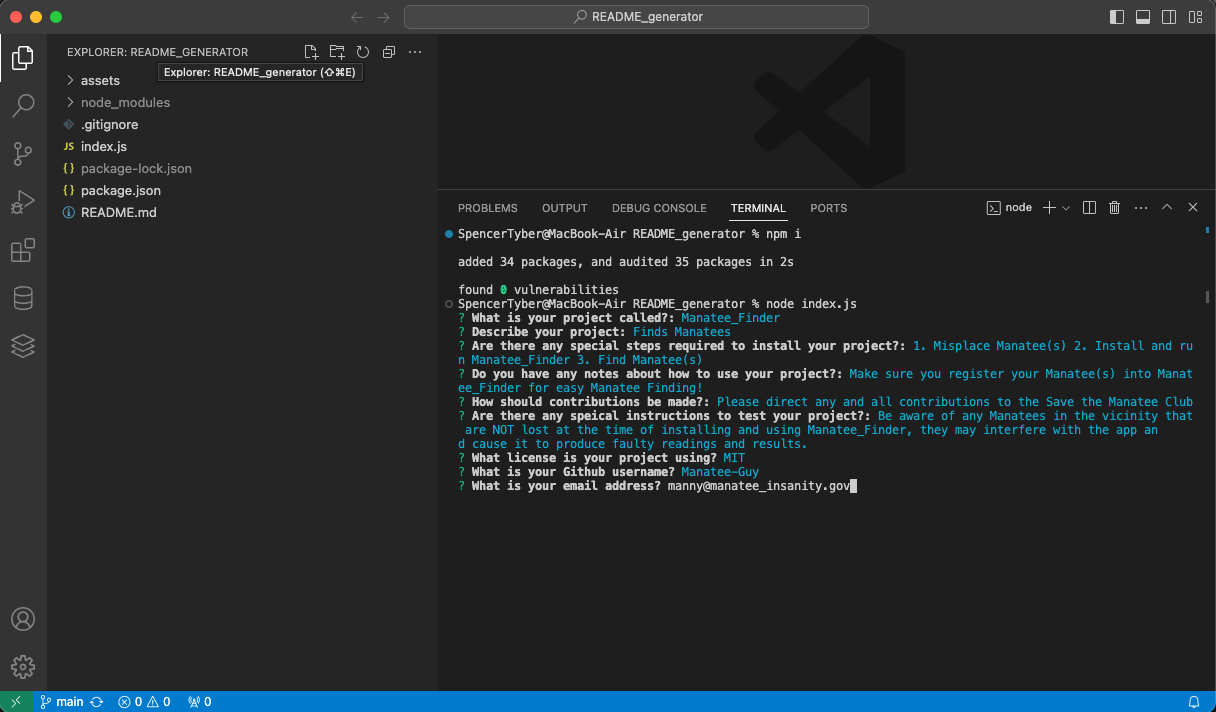 README_generator
EXPLORER: README_GENERATOR
Explorer: README_generator (⇧⌘E)
assets
node_modules
.gitignore
JS index.js
{ } package-lock.json
{ } package.json
README.md
PROBLEMS OUTPUT DEBUG CONSOLE TERMINAL PORTS node
SpencerTyber@MacBook-Air README_generator % npm i
added 34 packages, and audited 35 packages in 2s
found 0 vulnerabilities
SpencerTyber@MacBook-Air README_generator % node index.js
? What is your project called?: Manatee_Finder
? Describe your project: Finds Manatees
? Are there any special steps required to install your project?: 1. Misplace Manatee(s) 2. Install and ru
n Manatee_Finder 3. Find Manatee(s)
? Do you have any notes about how to use your project?: Make sure you register your Manatee(s) into Manat
ee_Finder for easy Manatee Finding!
? How should contributions be made?: Please direct any and all contributions to the Save the Manatee Club
? Are there any speical instructions to test your project?: Be aware of any Manatees in the vicinity that
are NOT lost at the time of installing and using Manatee_Finder, they may interfere with the app an
d cause it to produce faulty readings and results.
? What license is your project using? MIT
? What is your Github username? Manatee-Guy
? What is your email address? manny@manatee_insanity.gov
main 0 0 0